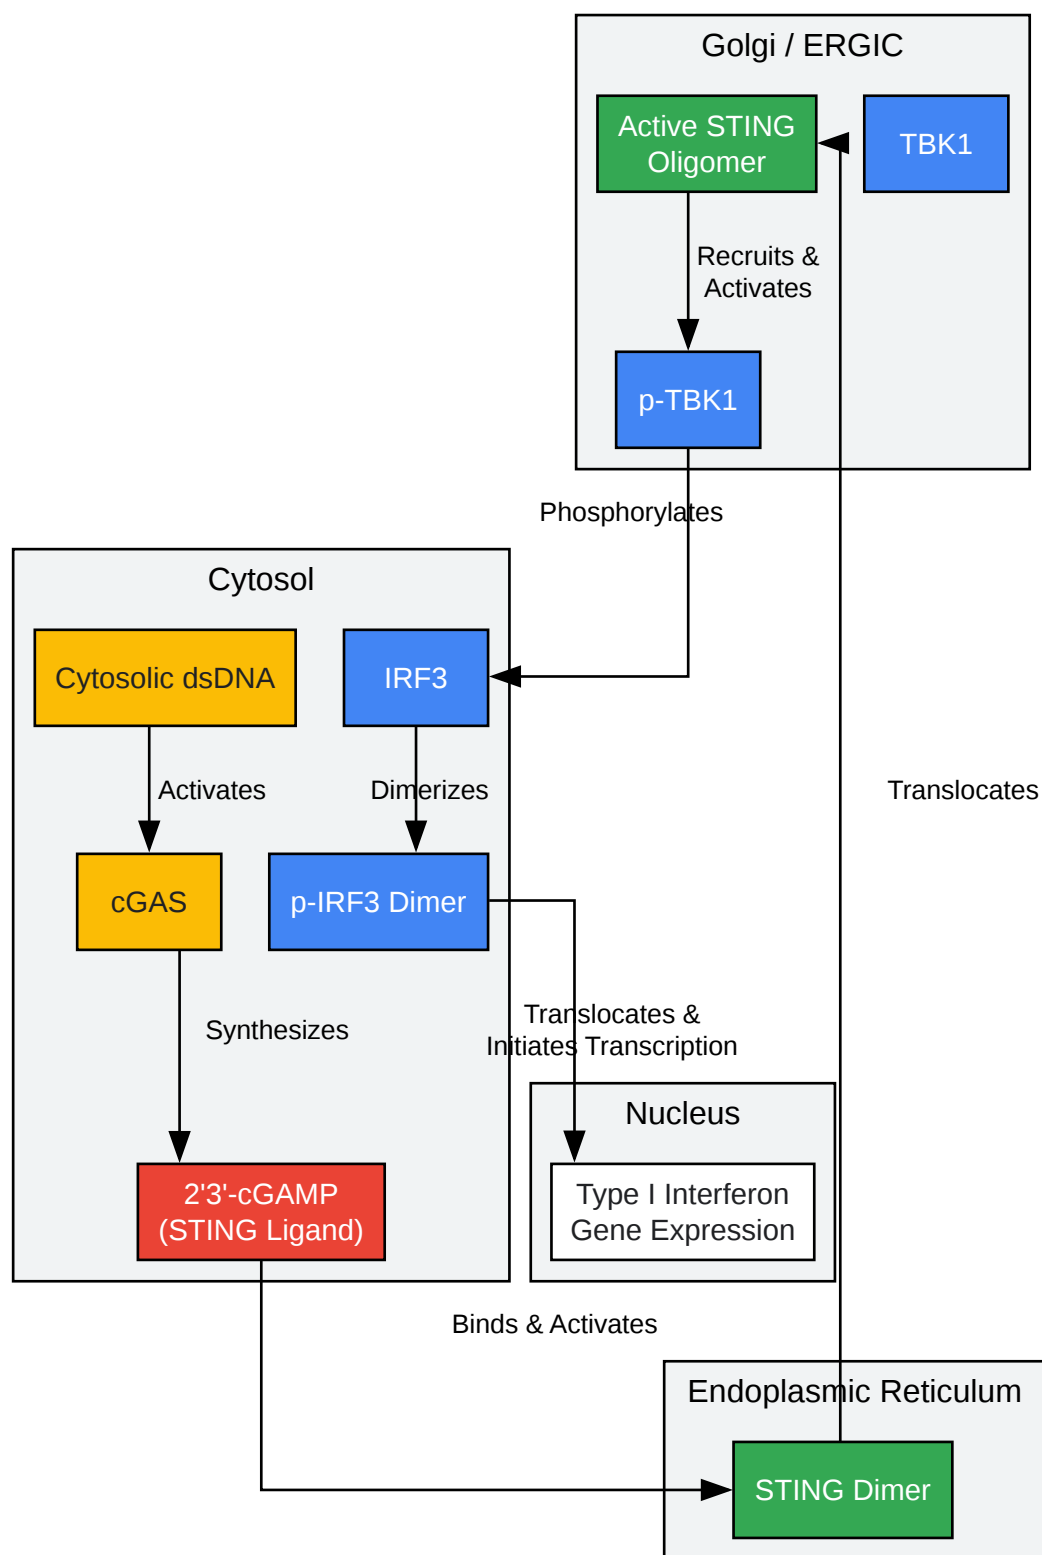 Golgi / ERGIC
Active STING
Oligomer
TBK1
Recruits &
Activates
p-TBK1
Phosphorylates
Cytosol
Cytosolic dsDNA
IRF3
Activates
Dimerizes
Translocates
cGAS
p-IRF3 Dimer
Synthesizes
Translocates &
Initiates Transcription
Nucleus
2'3'-cGAMP
(STING Ligand)
Type I Interferon
Gene Expression
Binds & Activates
Endoplasmic Reticulum
STING Dimer